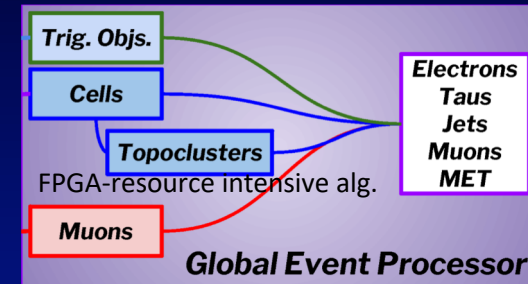 Trig. Objs.
Cells
Topoclusters
FPGA-resource intensive alg.
Muons
Electrons
Taus
Jets
Muons
MET
Global Event Processor